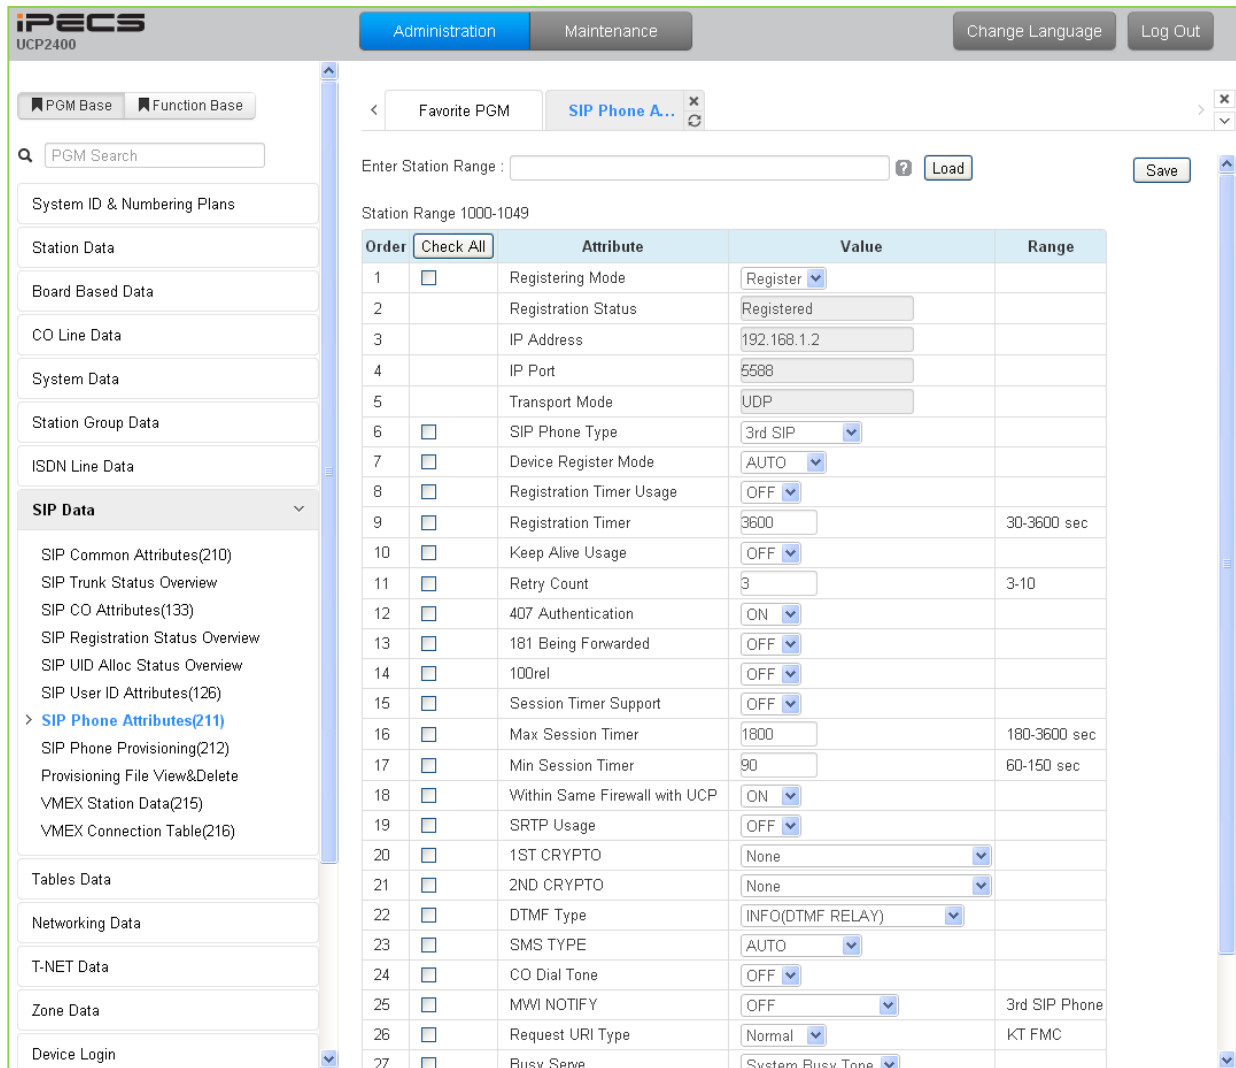 iPECS
UCP2400
Administration Maintenance Change Language Log Out
PGM Base Function Base
PGM Search
System ID & Numbering Plans
Station Data
Board Based Data
CO Line Data
System Data
Station Group Data
ISDN Line Data
SIP Data
SIP Common Attributes(210)
SIP Trunk Status Overview
SIP CO Attributes(133)
SIP Registration Status Overview
SIP UID Alloc Status Overview
SIP User ID Attributes(126)
SIP Phone Attributes(211)
SIP Phone Provisioning(212)
Provisioning File View&Delete
VMEX Station Data(215)
VMEX Connection Table(216)
Tables Data
Networking Data
T-NET Data
Zone Data
Device Login
Favorite PGM SIP Phone A...
Enter Station Range : ? Load Save
Station Range 1000-1049
Order Check All Attribute Value Range
1 Registering Mode Register
2 Registration Status Registered
3 IP Address 192.168.1.2
4 IP Port 5588
5 Transport Mode UDP
6 SIP Phone Type 3rd SIP
7 Device Register Mode AUTO
8 Registration Timer Usage OFF
9 Registration Timer 3600 30-3600 sec
10 Keep Alive Usage OFF
11 Retry Count 3 3-10
12 407 Authentication ON
13 181 Being Forwarded OFF
14 100rel OFF
15 Session Timer Support OFF
16 Max Session Timer 1800 180-3600 sec
17 Min Session Timer 90 60-150 sec
18 Within Same Firewall with UCP ON
19 SRTP Usage OFF
20 1ST CRYPTO None
21 2ND CRYPTO None
22 DTMF Type INFO(DTMF RELAY)
23 SMS TYPE AUTO
24 CO Dial Tone OFF
25 MWI NOTIFY OFF 3rd SIP Phone
26 Request URI Type Normal KT FMC
27 Busy Serve System Busy Tone